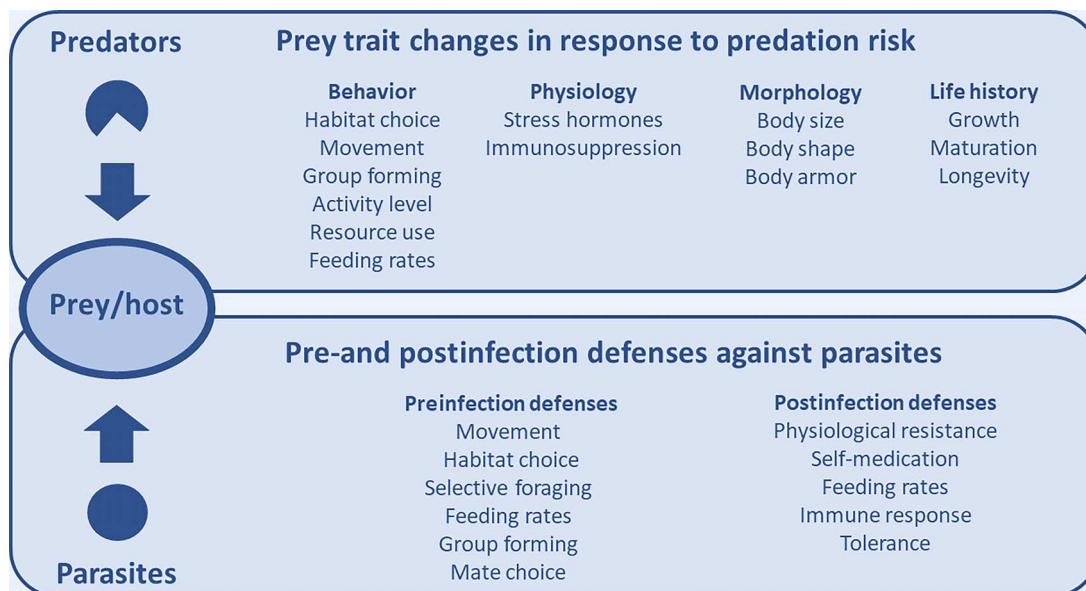 Predators
Prey trait changes in response to predation risk
Behavior
Habitat choice
Movement
Group forming
Activity level
Resource use
Feeding rates
Physiology
Stress hormones
Immunosuppression
Morphology
Body size
Body shape
Body armor
Life history
Growth
Maturation
Longevity
Prey/host
Pre-and postinfection defenses against parasites
Preinfection defenses
Movement
Habitat choice
Selective foraging
Feeding rates
Group forming
Mate choice
Postinfection defenses
Physiological resistance
Self-medication
Feeding rates
Immune response
Tolerance
Parasites